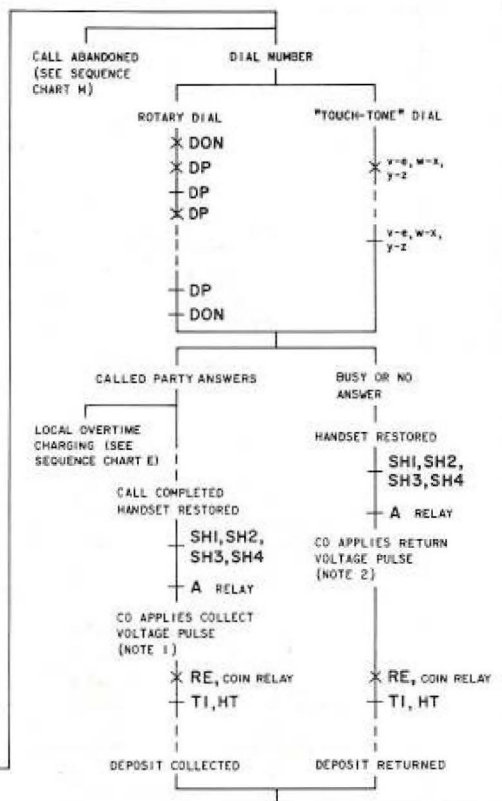 CALL ABANDONED
(SEE SEQUENCE
CHART M)
DIAL NUMBER
ROTARY DIAL
DON
DP
DP
DP
DP
DON
"TOUCH-TONE" DIAL
v-e, w-x,
y-z
v-e, w-x,
y-z
CALLED PARTY ANSWERS
LOCAL OVERTIME
CHARGING (SEE
SEQUENCE CHART E)
CALL COMPLETED
HANDSET RESTORED
SH1, SH2,
SH3, SH4
A RELAY
CO APPLIES COLLECT
VOLTAGE PULSE
(NOTE 1)
RE, COIN RELAY
T1, HT
DEPOSIT COLLECTED
BUSY OR NO
ANSWER
HANDSET RESTORED
SH1, SH2,
SH3, SH4
A RELAY
CO APPLIES RETURN
VOLTAGE PULSE
(NOTE 2)
RE, COIN RELAY
T1, HT
DEPOSIT RETURNED